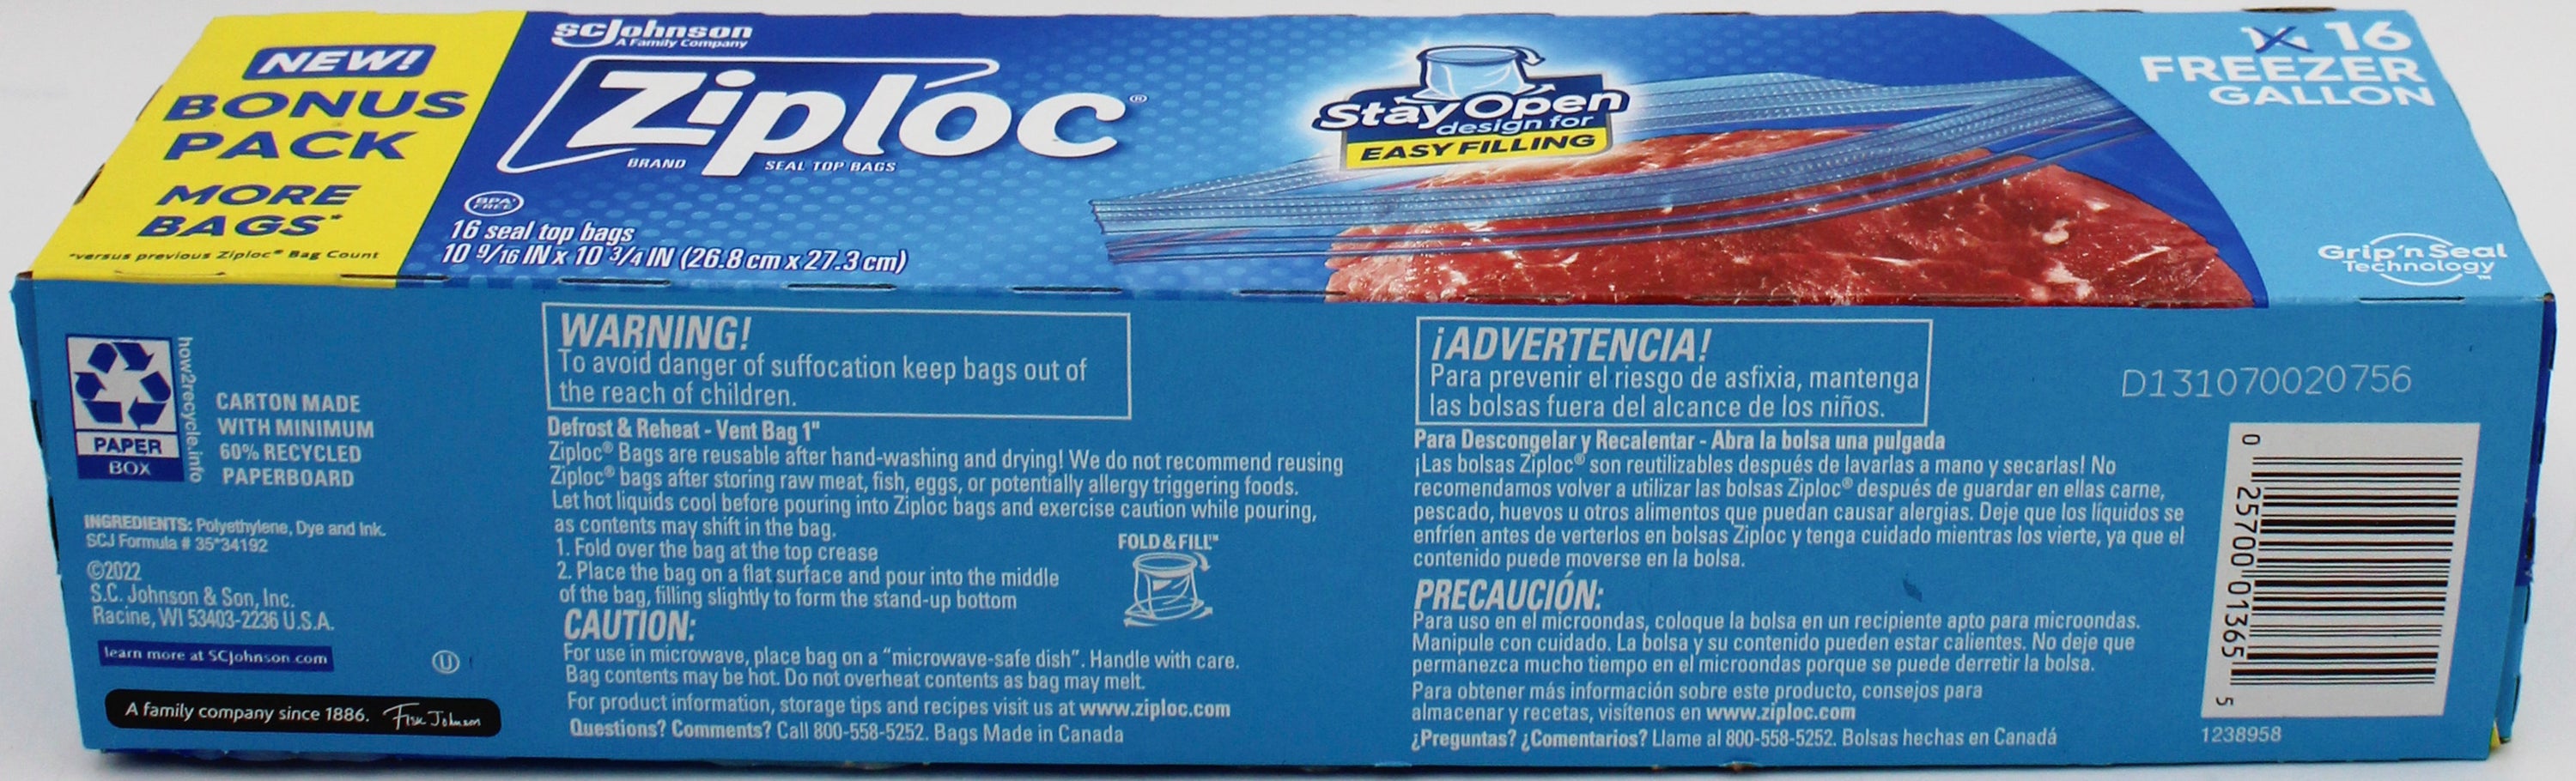 NEW!
BONUS
PACK
MORE
BAGS*
*versus previous Ziploc® Bag Count
scjohnson
A Family Company
Ziploc®
BRAND SEAL TOP BAGS
BPA
FREE
16 seal top bags
10 9/16 IN x 10 3/4 IN (26.8 cm x 27.3 cm)
Stay Open
design for
EASY FILLING
14 16
FREEZER
GALLON
Grip'n Seal
Technology™
PAPER
BOX
how2recycle.info
CARTON MADE
WITH MINIMUM
60% RECYCLED
PAPERBOARD
INGREDIENTS: Polyethylene, Dye and Ink.
SCJ Formula # 35*34192
©2022
S.C. Johnson & Son, Inc.
Racine, WI 53403-2236 U.S.A.
learn more at SCJohnson.com
U
A family company since 1886. Fisk Johnson
WARNING!
To avoid danger of suffocation keep bags out of
the reach of children.
Defrost & Reheat - Vent Bag 1"
Ziploc® Bags are reusable after hand-washing and drying! We do not recommend reusing
Ziploc® bags after storing raw meat, fish, eggs, or potentially allergy triggering foods.
Let hot liquids cool before pouring into Ziploc bags and exercise caution while pouring,
as contents may shift in the bag.
1. Fold over the bag at the top crease
2. Place the bag on a flat surface and pour into the middle
of the bag, filling slightly to form the stand-up bottom
FOLD & FILL™
CAUTION:
For use in microwave, place bag on a “microwave-safe dish”. Handle with care.
Bag contents may be hot. Do not overheat contents as bag may melt.
For product information, storage tips and recipes visit us at www.ziploc.com
Questions? Comments? Call 800-558-5252. Bags Made in Canada
¡ADVERTENCIA!
Para prevenir el riesgo de asfixia, mantenga
las bolsas fuera del alcance de los niños.
Para Descongelar y Recalentar - Abra la bolsa una pulgada
¡Las bolsas Ziploc® son reutilizables después de lavarlas a mano y secarlas! No
recomendamos volver a utilizar las bolsas Ziploc® después de guardar en ellas carne,
pescado, huevos u otros alimentos que puedan causar alergias. Deje que los líquidos se
enfríen antes de verterlos en bolsas Ziploc y tenga cuidado mientras los vierte, ya que el
contenido puede moverse en la bolsa.
PRECAUCIÓN:
Para uso en el microondas, coloque la bolsa en un recipiente apto para microondas.
Manipule con cuidado. La bolsa y su contenido pueden estar calientes. No deje que
permanezca mucho tiempo en el microondas porque se puede derretir la bolsa.
Para obtener más información sobre este producto, consejos para
almacenar y recetas, visítenos en www.ziploc.com
¿Preguntas? ¿Comentarios? Llame al 800-558-5252. Bolsas hechas en Canadá
D131070020756
0 25700 01365 5
1238958